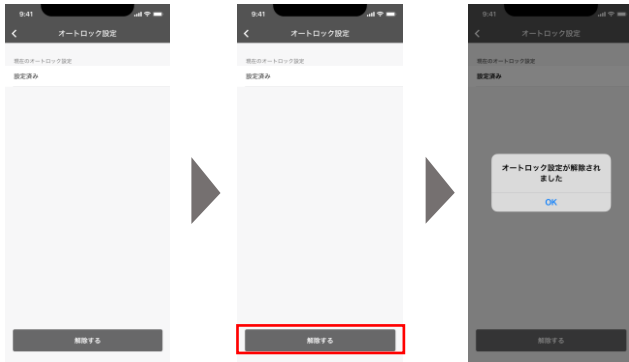 9:41
オートロック設定
現在のオートロック設定
設定済み
解除する
9:41
オートロック設定
現在のオートロック設定
設定済み
解除する
9:41
オートロック設定
現在のオートロック設定
設定済み
オートロック設定が解除され
ました
OK
解除する